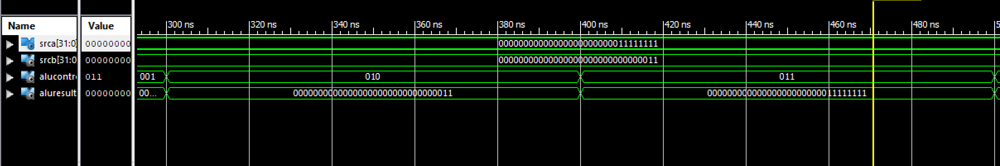 Name Value 300 ns 320 ns 340 ns 360 ns 380 ns 400 ns 420 ns 440 ns 460 ns 480 ns 5
srca[31:0] 00000000 00000000000000000000000011111111
srcb[31:0 00000000 00000000000000000000000000000011
alucontr 011 001 010 011
aluresult 00000000 00... 00000000000000000000000000000011 00000000000000000000000011111111